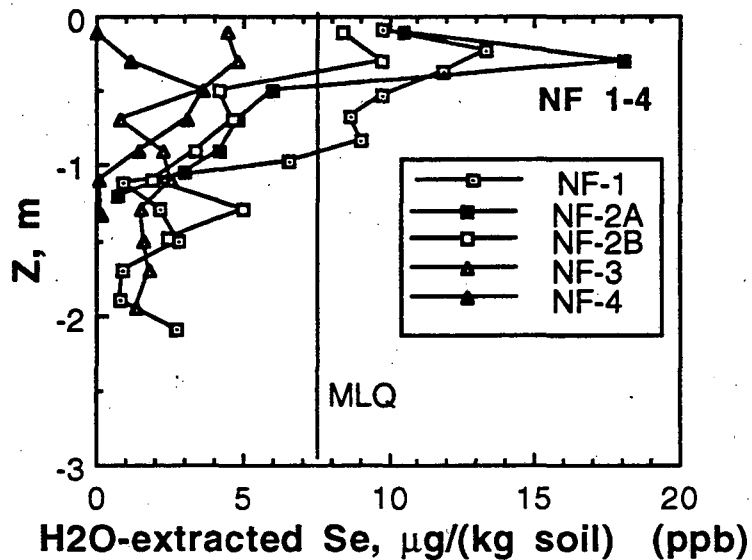 -0
-1
-2
-3
Z, m
NF 1-4
NF-1
NF-2A
NF-2B
NF-3
NF-4
MLQ
0 5 10 15 20
H2O-extracted Se, µg/(kg soil) (ppb)